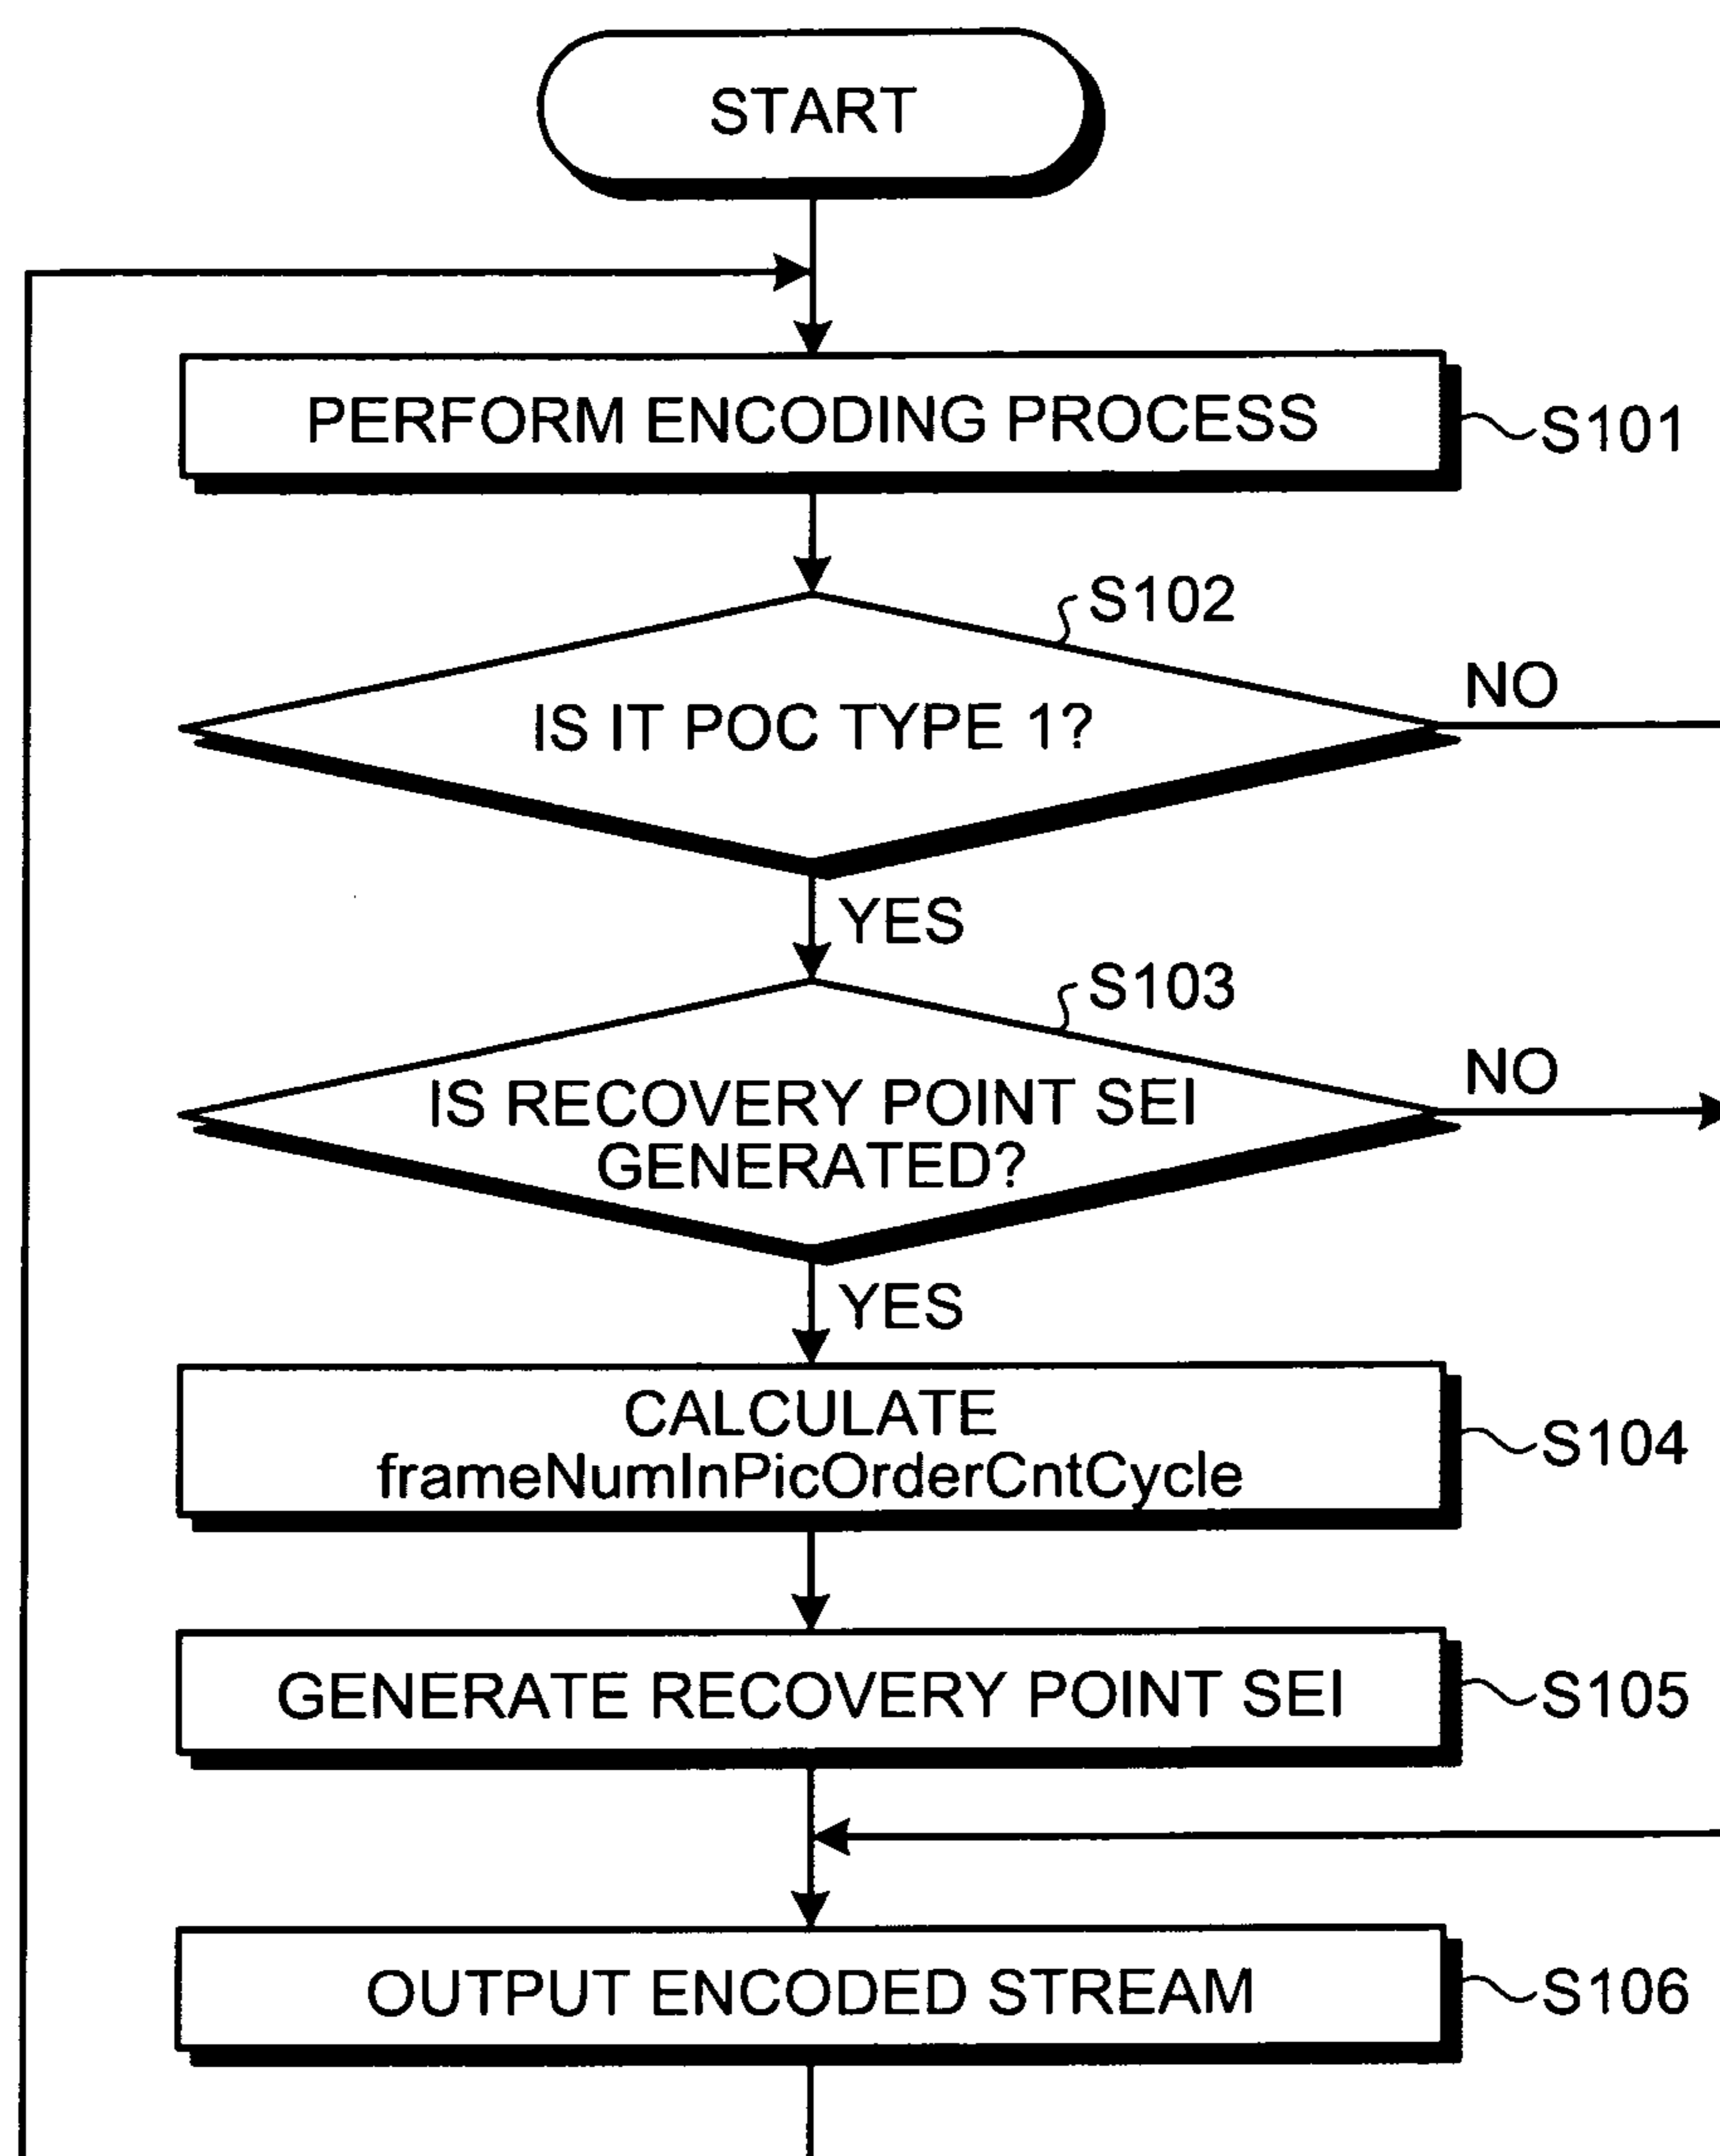 START
PERFORM ENCODING PROCESS
S101
S102
IS IT POC TYPE 1?
NO
YES
S103
IS RECOVERY POINT SEI
GENERATED?
NO
YES
CALCULATE
frameNumInPicOrderCntCycle
S104
GENERATE RECOVERY POINT SEI
S105
OUTPUT ENCODED STREAM
S106